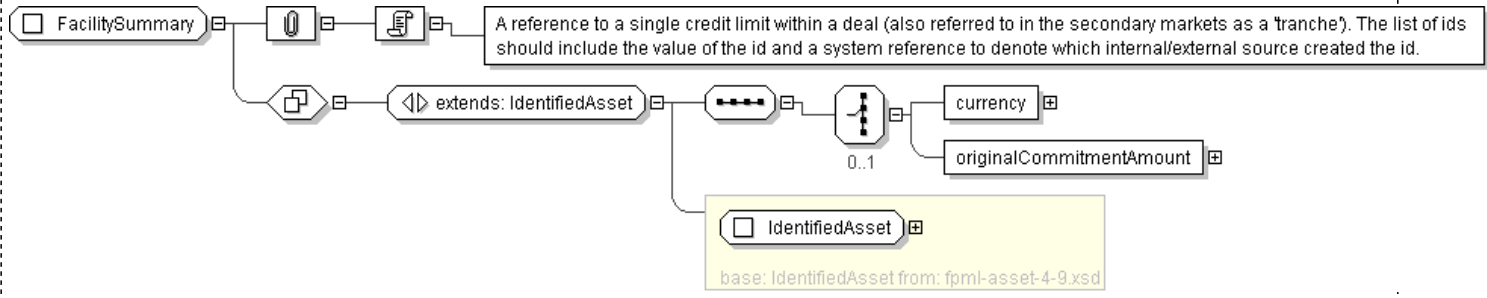 FacilitySummary
A reference to a single credit limit within a deal (also referred to in the secondary markets as a 'tranche'). The list of ids
should include the value of the id and a system reference to denote which internal/external source created the id.
extends: IdentifiedAsset
currency
0..1
originalCommitmentAmount
IdentifiedAsset
base: IdentifiedAsset from: fpml-asset-4-9.xsd